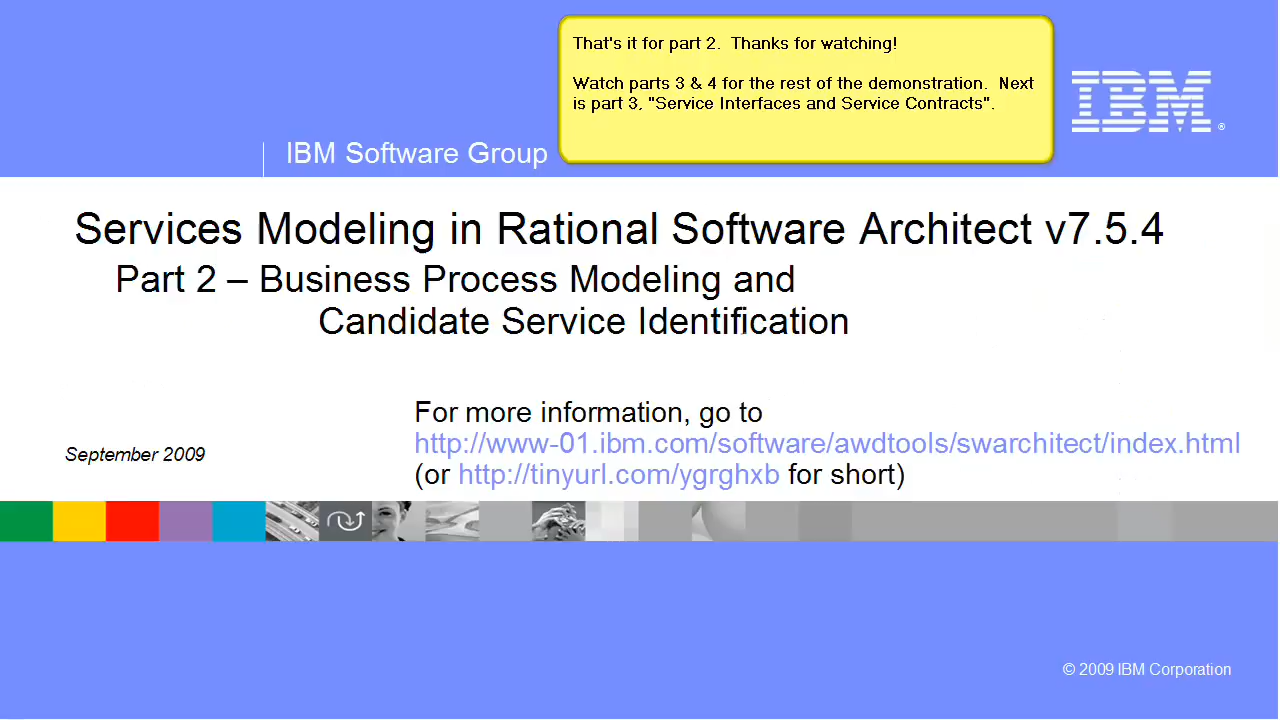 That's it for part 2.  Thanks for watching!
Watch parts 3 & 4 for the rest of the demonstration.  Next
is part 3, "Service Interfaces and Service Contracts".
IBM®
IBM Software Group
Services Modeling in Rational Software Architect v7.5.4
Part 2 – Business Process Modeling and
Candidate Service Identification
For more information, go to
http://www-01.ibm.com/software/awdtools/swarchitect/index.html
(or http://tinyurl.com/ygrghxb for short)
September 2009
© 2009 IBM Corporation